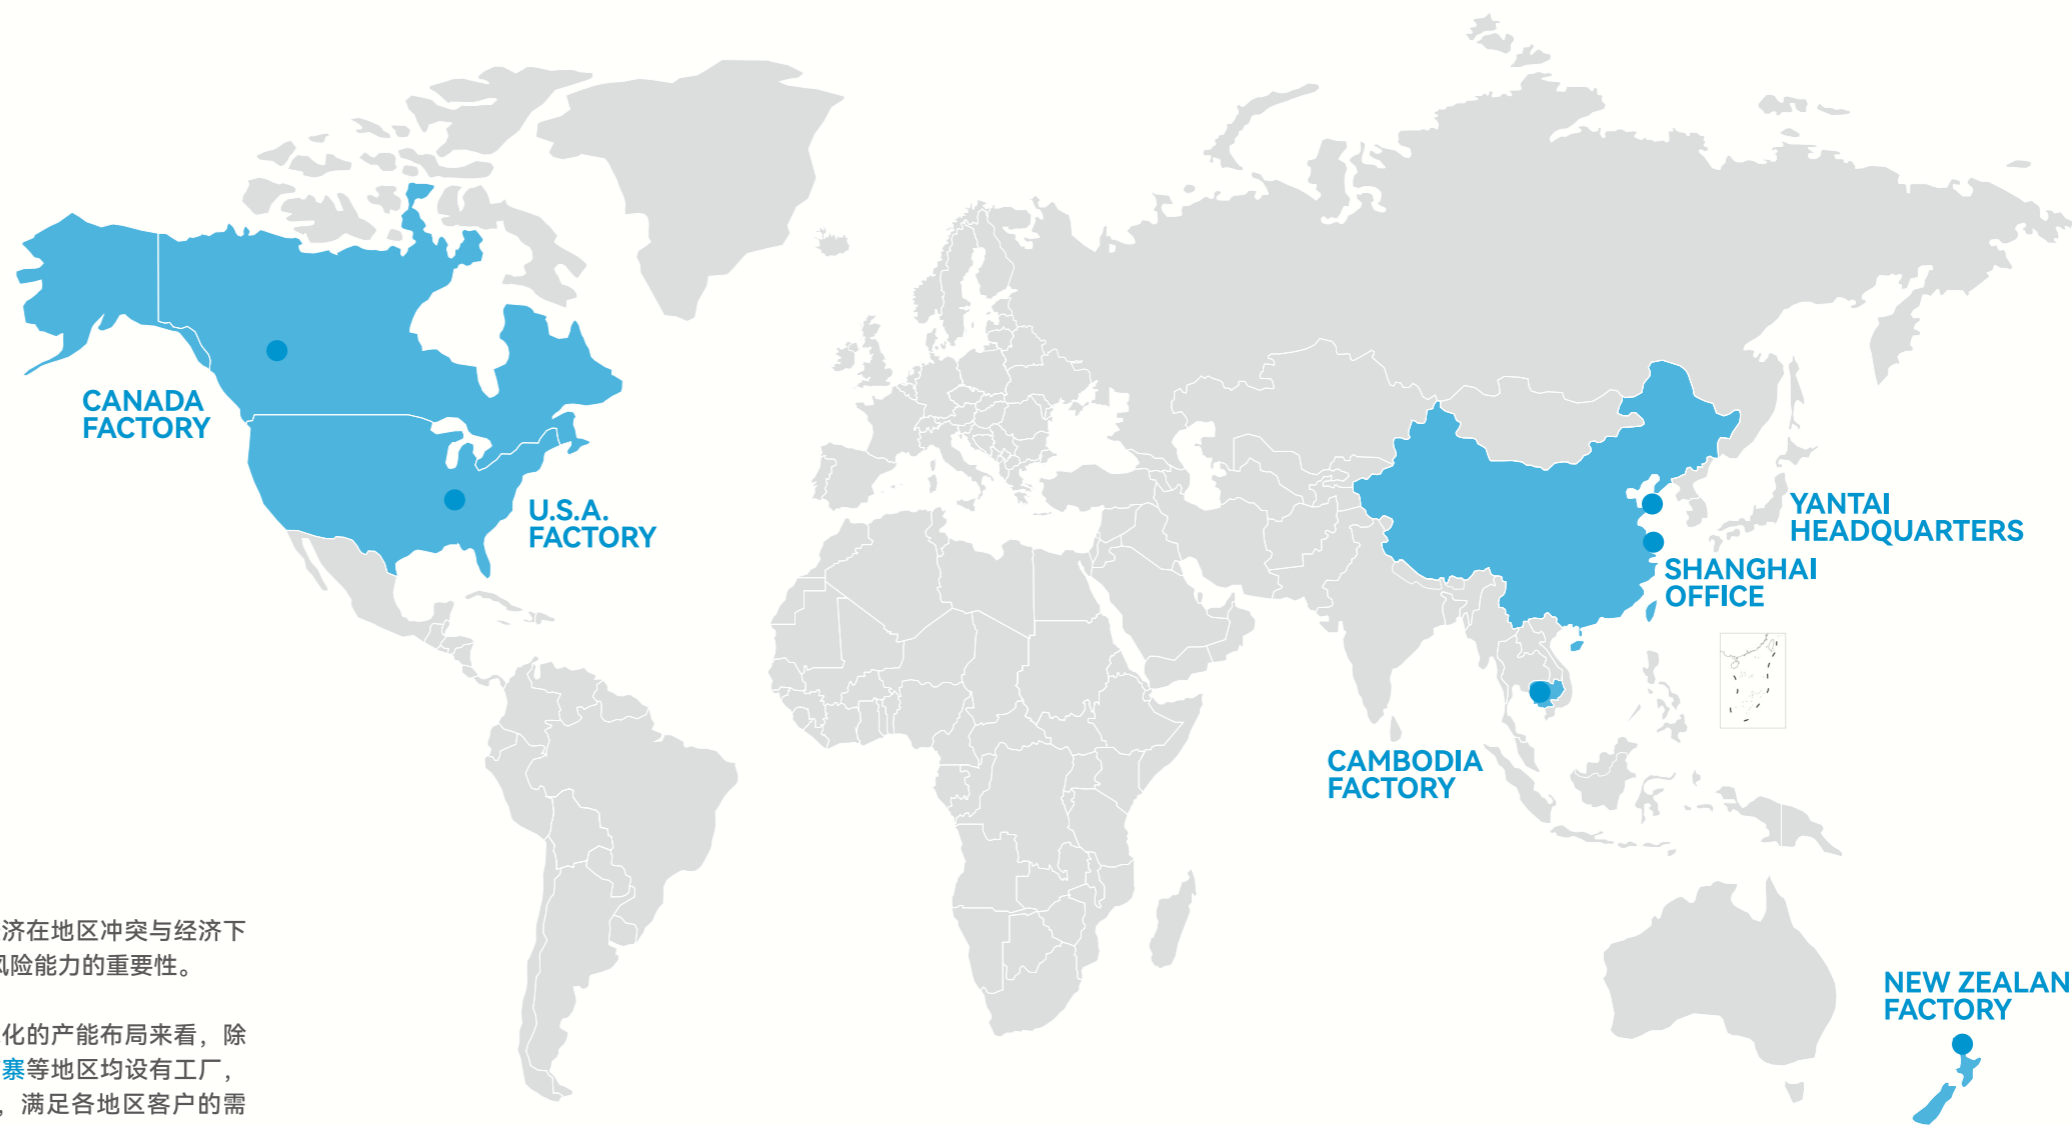 CANADA
FACTORY
U.S.A.
FACTORY
YANTAI
HEADQUARTERS
SHANGHAI
OFFICE
CAMBODIA
FACTORY
NEW ZEALAN
FACTORY
济在地区冲突与经济下
风险能力的重要性。
化的产能布局来看，除
寨等地区均设有工厂，
，满足各地区客户的需